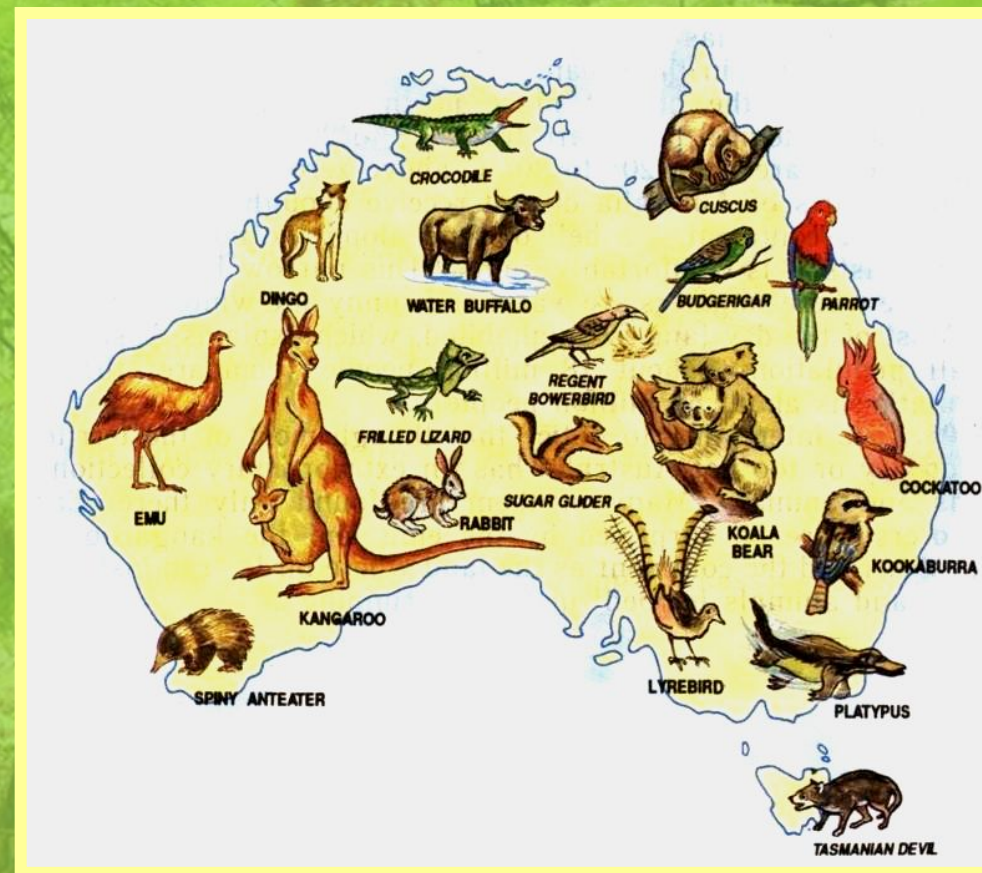 CROCODILE
CUSCUS
DINGO
WATER BUFFALO
BUDGERIGAR
PARROT
REGENT
BOWERBIRD
FRILLED LIZARD
SUGAR GLIDER
COCKATOO
EMU
RABBIT
KOALA
BEAR
KOOKABURRA
KANGAROO
SPINY ANTEATER
LYREBIRD
PLATYPUS
TASMANIAN DEVIL